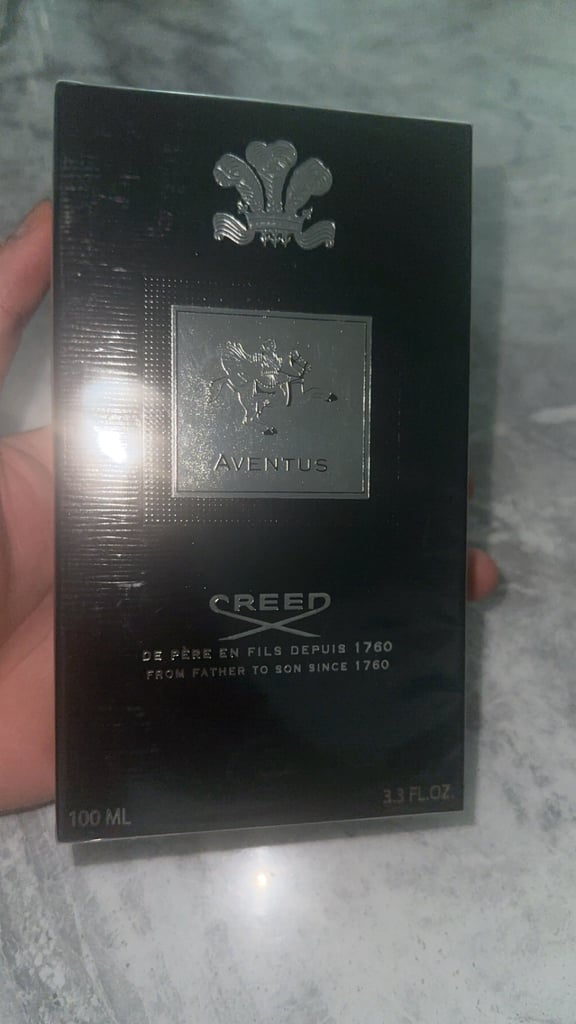 AVENTUS
CREED
DE PÈRE EN FILS DEPUIS 1760
FROM FATHER TO SON SINCE 1760
100 ML
3.3 FL.OZ.